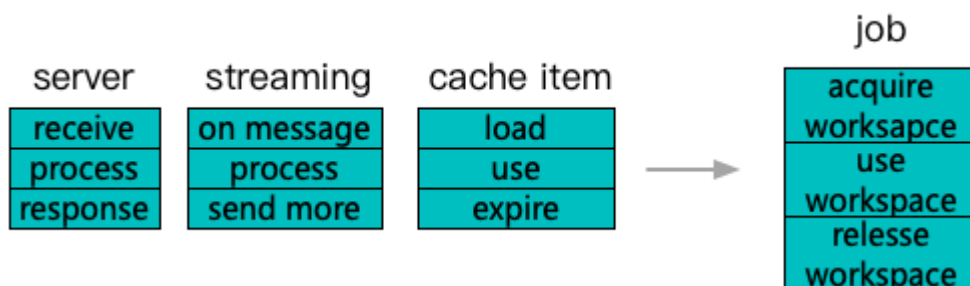 job
server
streaming
cache item
receive
process
response
on message
process
send more
load
use
expire
acquire
worksapce
use
workspace
relesse
workspace